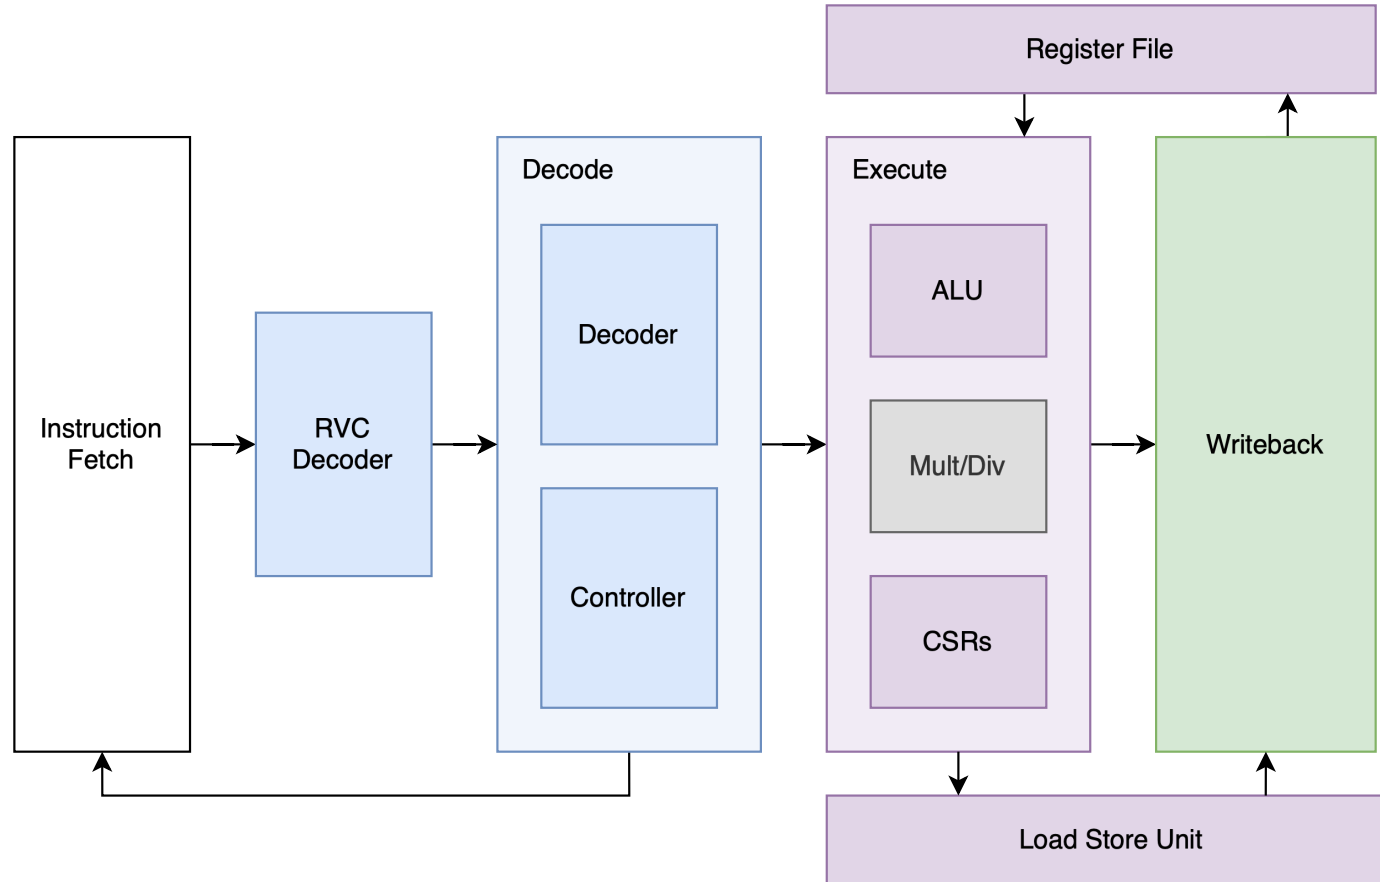 Register File
Decode
Execute
ALU
Decoder
Instruction
Fetch
RVC
Decoder
Mult/Div
Writeback
Controller
CSRs
Load Store Unit